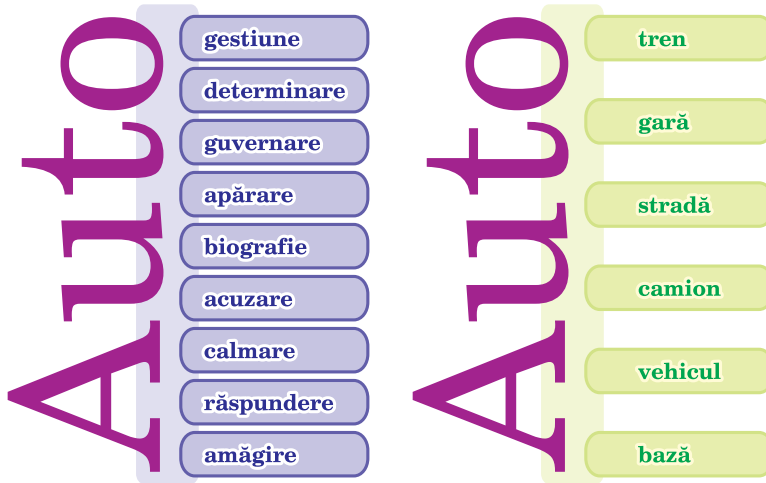 Auto
gestiune
determinare
guvernare
apărare
biografie
acuzare
calmare
răspundere
amăgire
Auto
tren
gară
stradă
camion
vehicul
bază